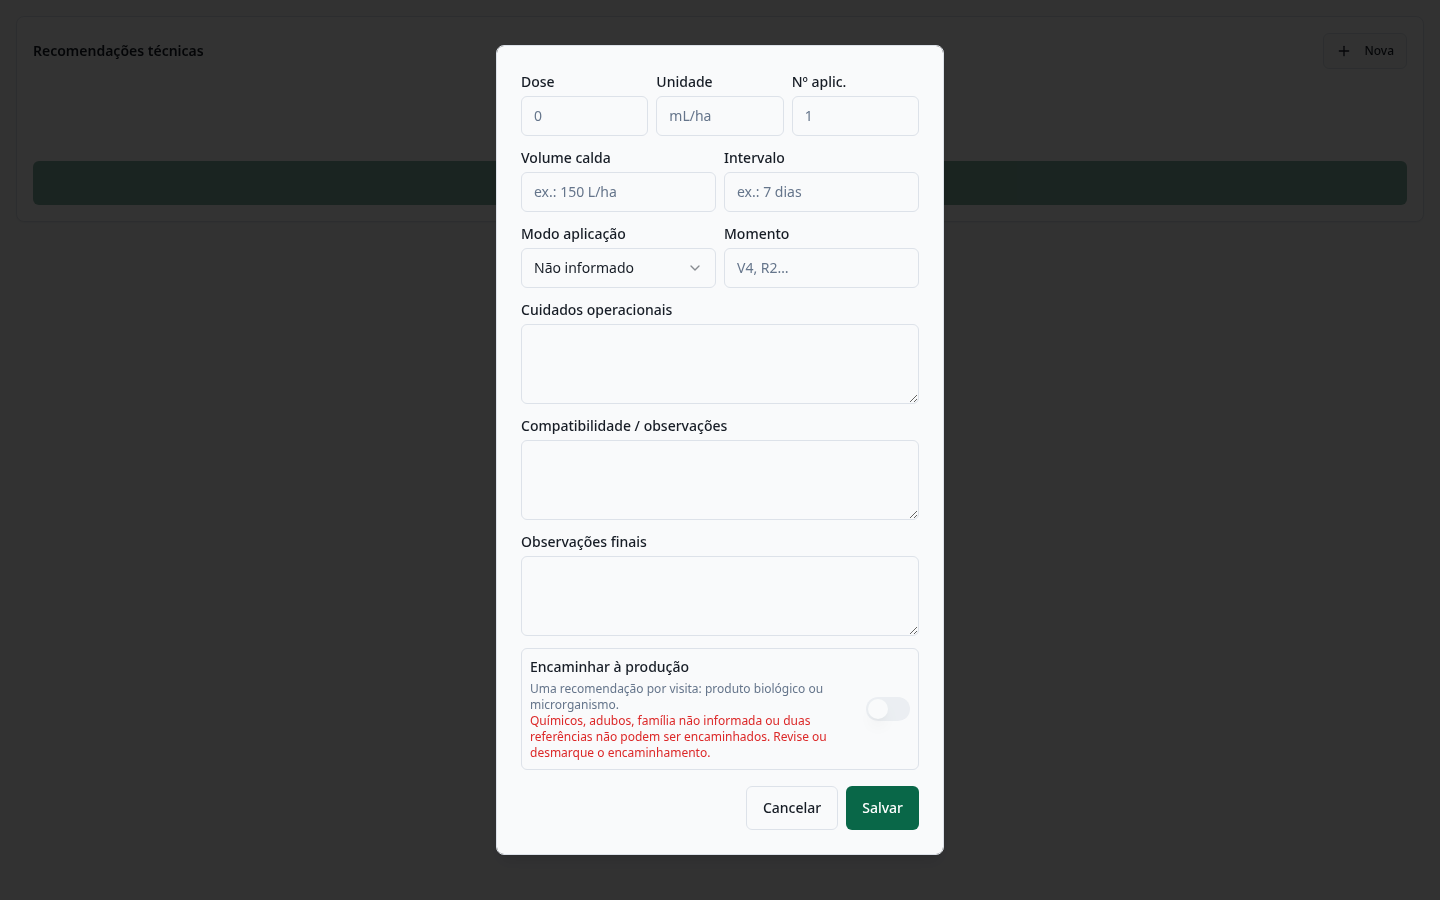 Recomendações técnicas
Nova
Dose
Unidade
Nº aplic.
0
mL/ha
1
Volume calda
Intervalo
ex.: 150 L/ha
ex.: 7 dias
Modo aplicação
Momento
Não informado
V4, R2...
Cuidados operacionais
Compatibilidade / observações
Observações finais
Encaminhar à produção
Uma recomendação por visita: produto biológico ou
microrganismo.
Químicos, adubos, família não informada ou duas
referências não podem ser encaminhados. Revise ou
desmarque o encaminhamento.
Cancelar
Salvar